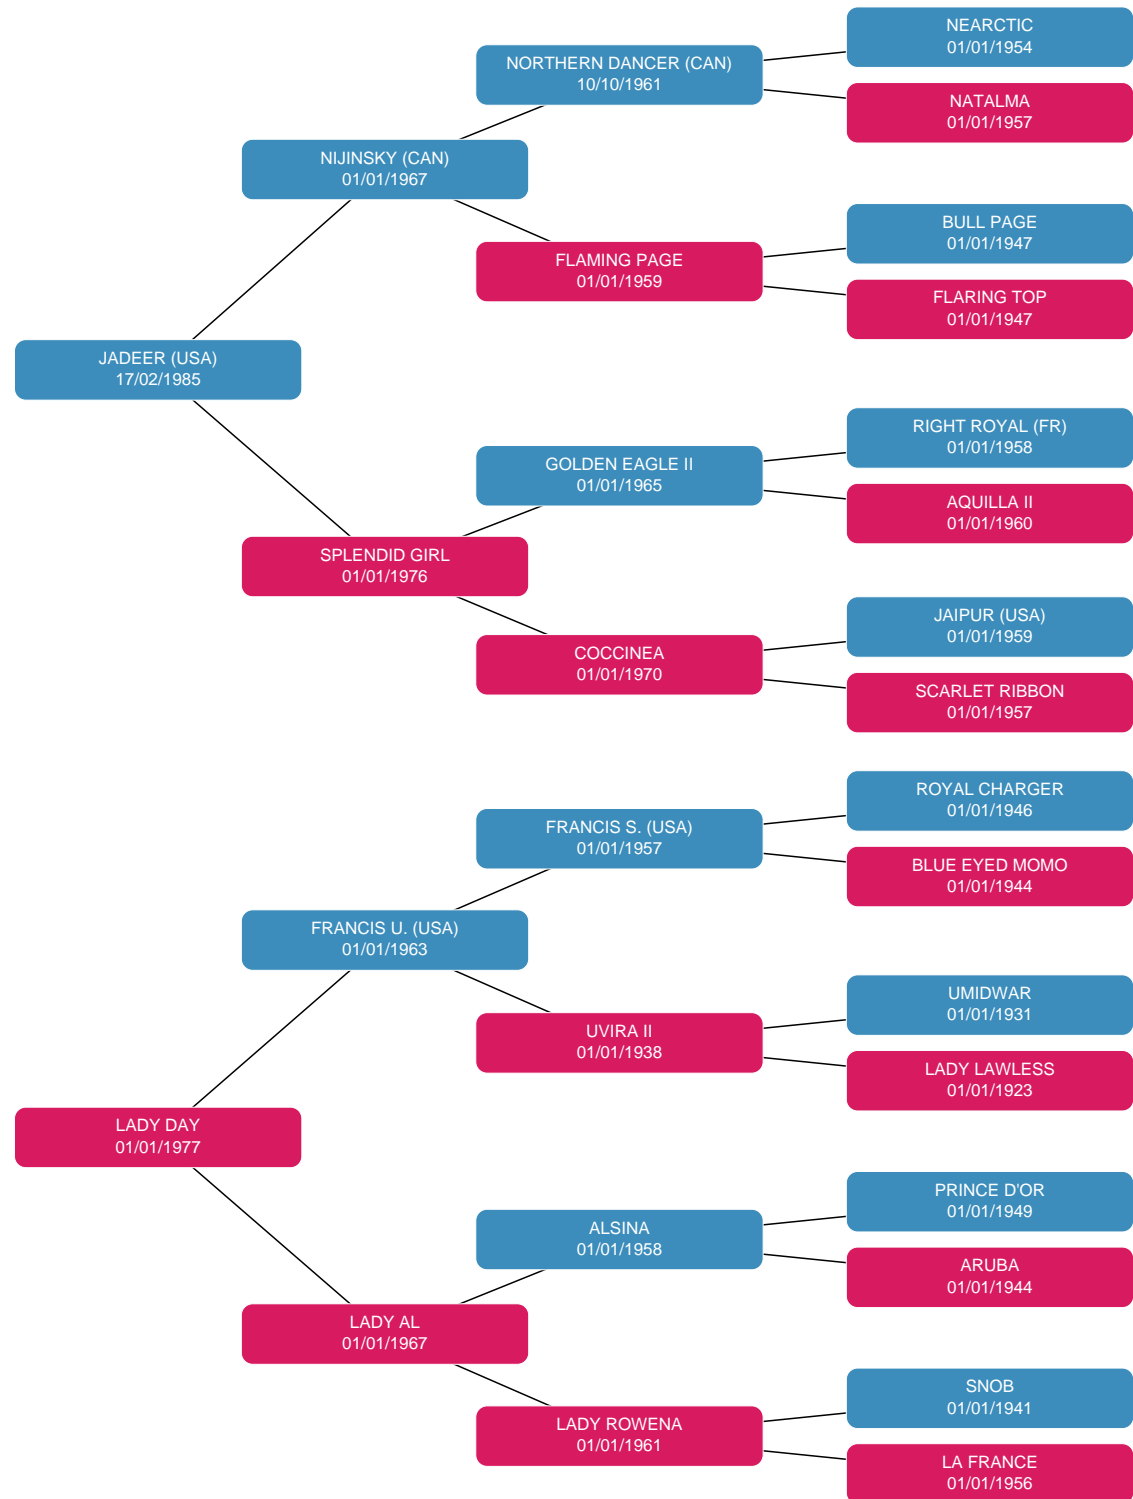 NEARCTIC
01/01/1954
NORTHERN DANCER (CAN)
10/10/1961
NATALMA
01/01/1957
NIJINSKY (CAN)
01/01/1967
BULL PAGE
01/01/1947
FLAMING PAGE
01/01/1959
FLARING TOP
01/01/1947
JADEER (USA)
17/02/1985
RIGHT ROYAL (FR)
01/01/1958
GOLDEN EAGLE II
01/01/1965
AQUILLA II
01/01/1960
SPLENDID GIRL
01/01/1976
JAIPUR (USA)
01/01/1959
COCCINEA
01/01/1970
SCARLET RIBBON
01/01/1957
ROYAL CHARGER
01/01/1946
FRANCIS S. (USA)
01/01/1957
BLUE EYED MOMO
01/01/1944
FRANCIS U. (USA)
01/01/1963
UMIDWAR
01/01/1931
UVIRA II
01/01/1938
LADY LAWLESS
01/01/1923
LADY DAY
01/01/1977
PRINCE D'OR
01/01/1949
ALSINA
01/01/1958
ARUBA
01/01/1944
LADY AL
01/01/1967
SNOB
01/01/1941
LADY ROWENA
01/01/1961
LA FRANCE
01/01/1956